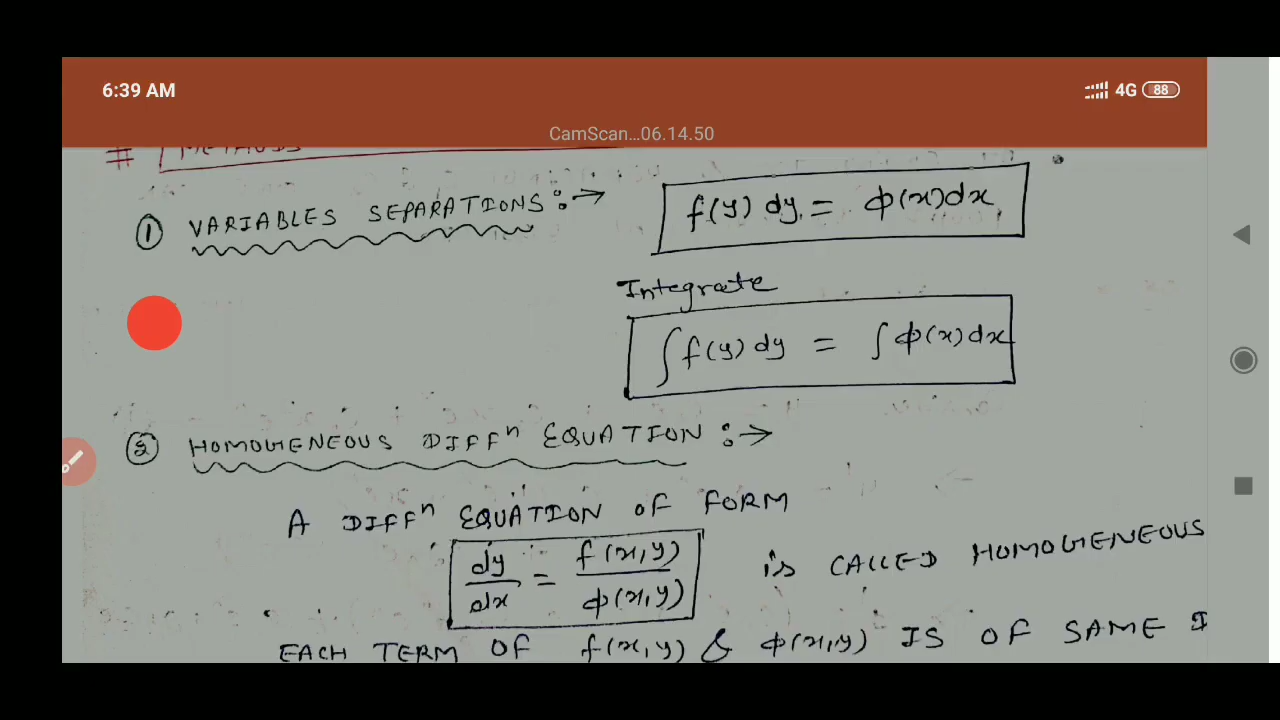 6:39 AM 4G 88
CamScan...06.14.50
# METHODS
① VARIABLES SEPARATIONS :→ f(y) dy = ϕ(x)dx
Integrate
∫ f(y) dy = ∫ ϕ(x)dx
② HOMOGENEOUS DIFFⁿ EQUATION :→
A DIFFⁿ EQUATION OF FORM
dy/dx = f(x,y)/ϕ(x,y) is CALLED HOMOGENEOUS
EACH TERM OF f(x,y) & ϕ(x,y) IS OF SAME